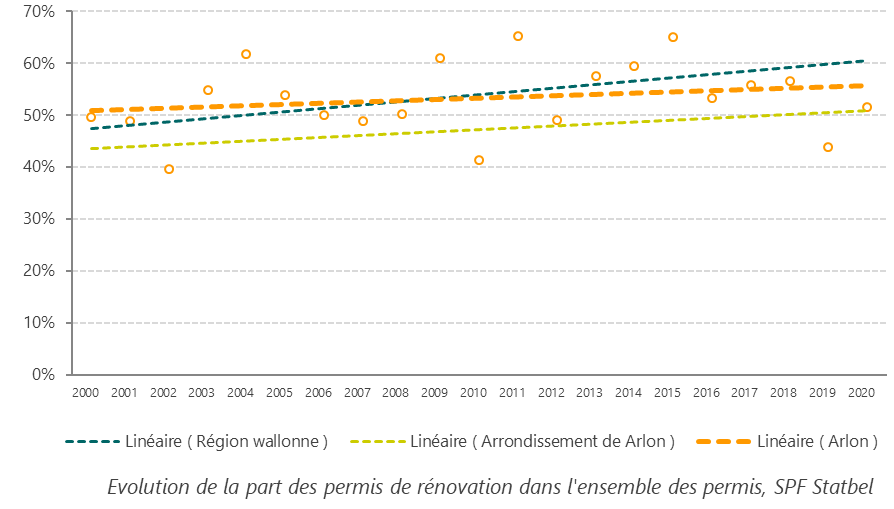 70%
60%
50%
40%
30%
20%
10%
0%
2000 2001 2002 2003 2004 2005 2006 2007 2008 2009 2010 2011 2012 2013 2014 2015 2016 2017 2018 2019 2020
Linéaire ( Région wallonne ) Linéaire ( Arrondissement de Arlon ) Linéaire ( Arlon )
Evolution de la part des permis de rénovation dans l'ensemble des permis, SPF Statbel